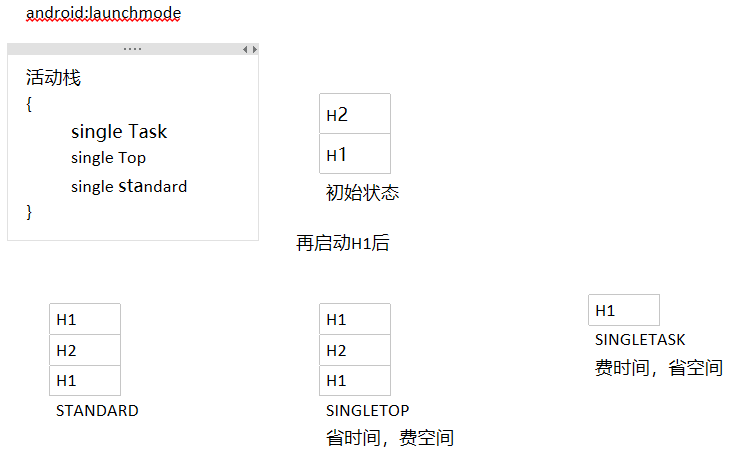 android:launchmode
活动栈
{
single Task
single Top
single standard
}
H2
H1
初始状态
再启动H1后
H1
H2
H1
STANDARD
H1
H2
H1
SINGLETOP
省时间，费空间
H1
SINGLETASK
费时间，省空间